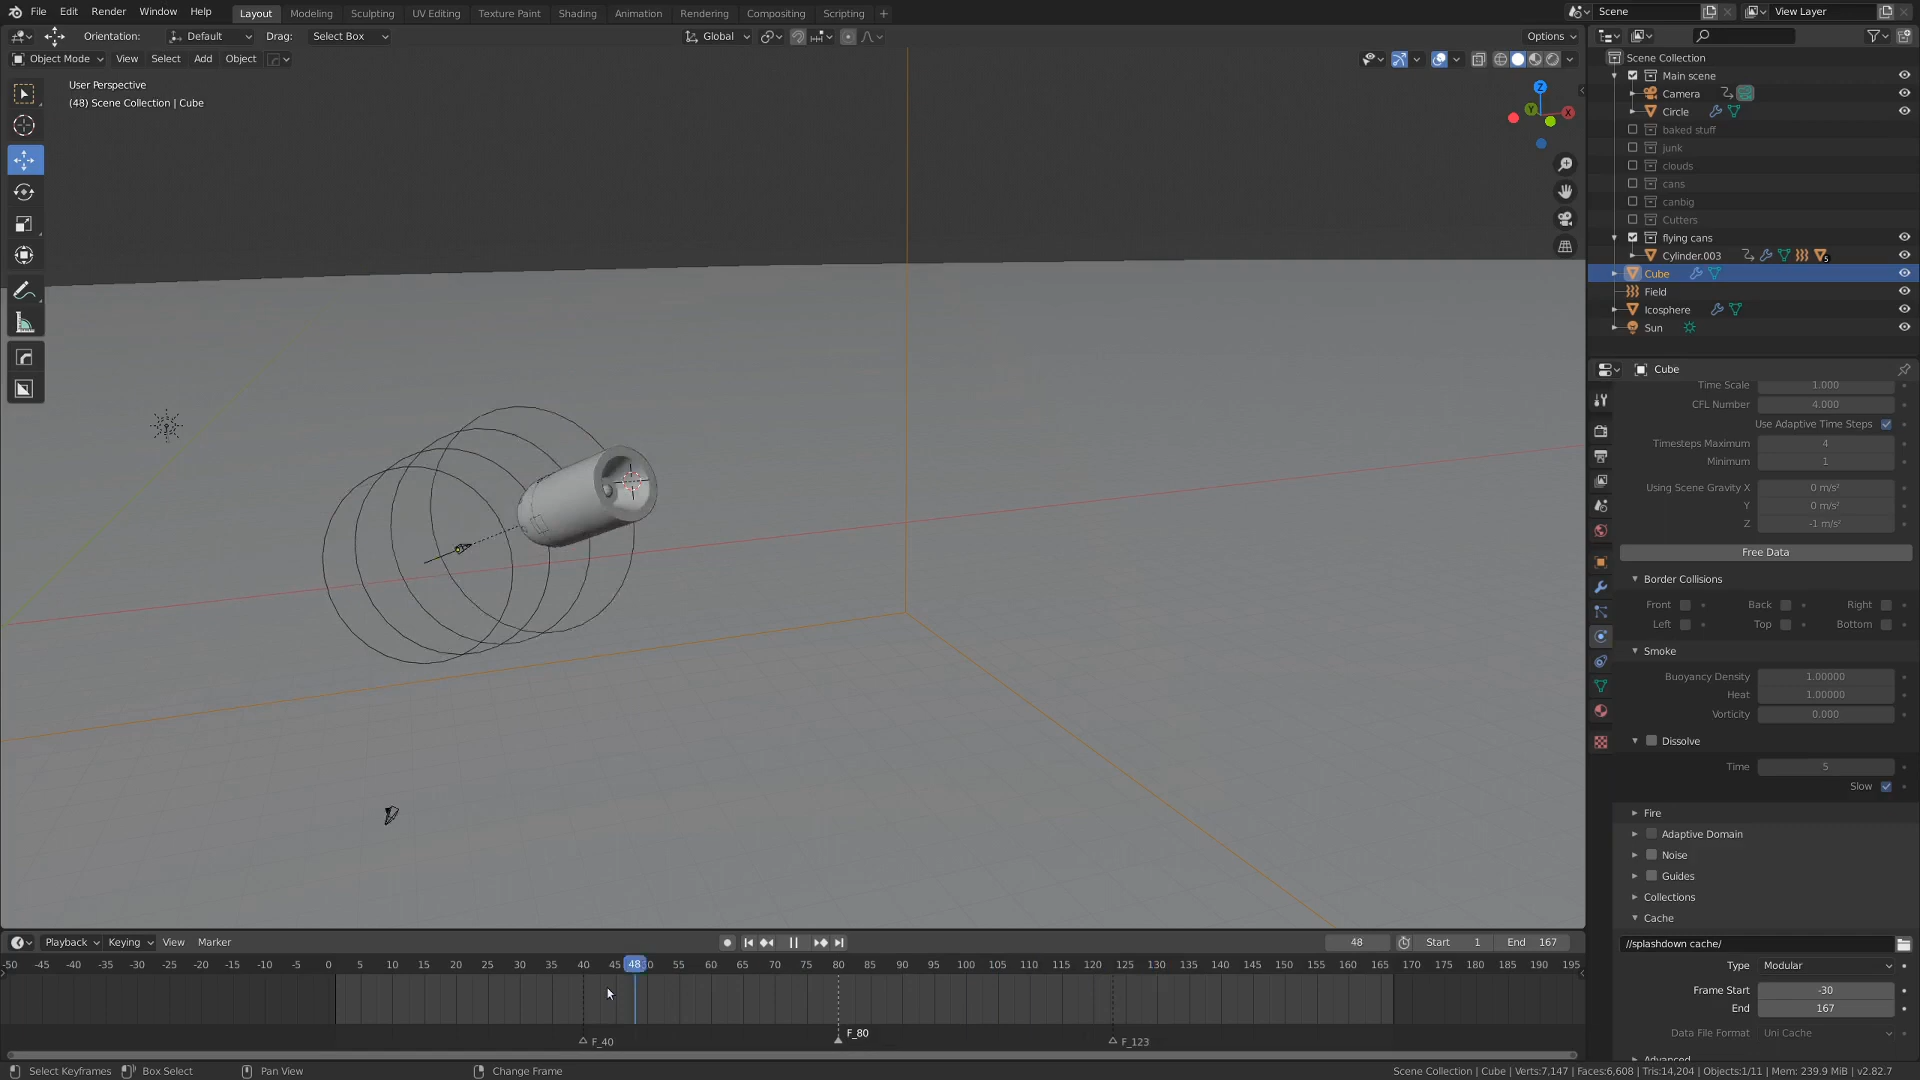 File Edit Render Window Help Layout Modeling Sculpting UV Editing Texture Paint Shading Animation Rendering Compositing Scripting + Scene View Layer
Orientation: Default Drag: Select Box Global Options
Object Mode View Select Add Object
User Perspective
(48) Scene Collection | Cube
Z
Y
X
Scene Collection
Main scene
Camera
Circle
baked stuff
junk
clouds
cans
canbig
Cutters
flying cans
Cylinder.003 5
Cube
Field
Icosphere
Sun
Cube
Time Scale 1.000
CFL Number 4.000
Use Adaptive Time Steps
Timesteps Maximum 4
Minimum 1
Using Scene Gravity X 0 m/s²
Y 0 m/s²
Z -1 m/s²
Free Data
Border Collisions
Front Back Right
Left Top Bottom
Smoke
Buoyancy Density 1.00000
Heat 1.00000
Vorticity 0.000
Dissolve
Time 5
Slow
Fire
Adaptive Domain
Noise
Guides
Collections
Cache
//splashdown cache/
Type Modular
Frame Start -30
End 167
Data File Format Uni Cache
Advanced
Playback Keying View Marker 48 Start 1 End 167
-50 -45 -40 -35 -30 -25 -20 -15 -10 -5 0 5 10 15 20 25 30 35 40 45 48 55 60 65 70 75 80 85 90 95 100 105 110 115 120 125 130 135 140 145 150 155 160 165 170 175 180 185 190 195
F_80
F_40 F_123
Select Keyframes Box Select Pan View Change Frame Scene Collection | Cube | Verts:7,147 | Faces:6,608 | Tris:14,204 | Objects:1/11 | Mem: 239.9 MiB | v2.82.7